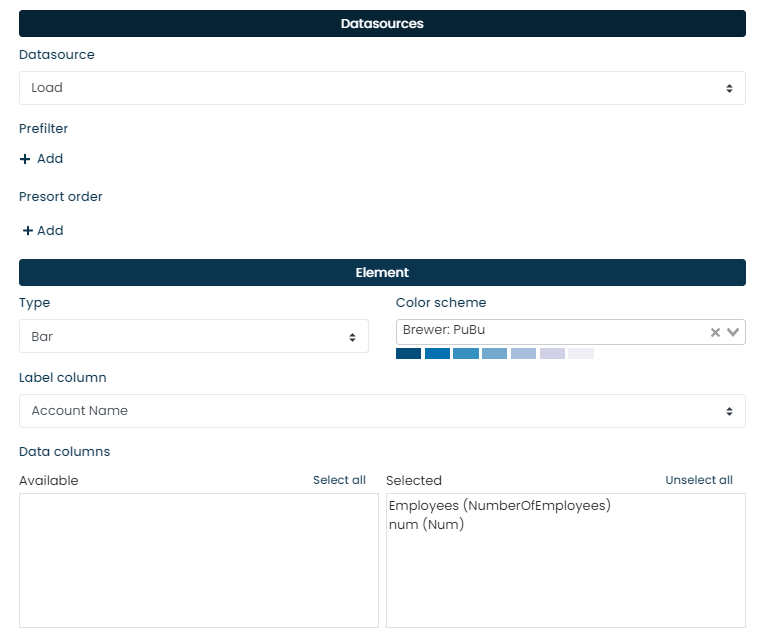 Datasources
Datasource
Load
Prefilter
+ Add
Presort order
+ Add
Element
Type
Color scheme
Bar
Brewer: PuBu
Label column
Account Name
Data columns
Available
Select all
Selected
Unselect all
Employees (NumberOfEmployees)
num (Num)